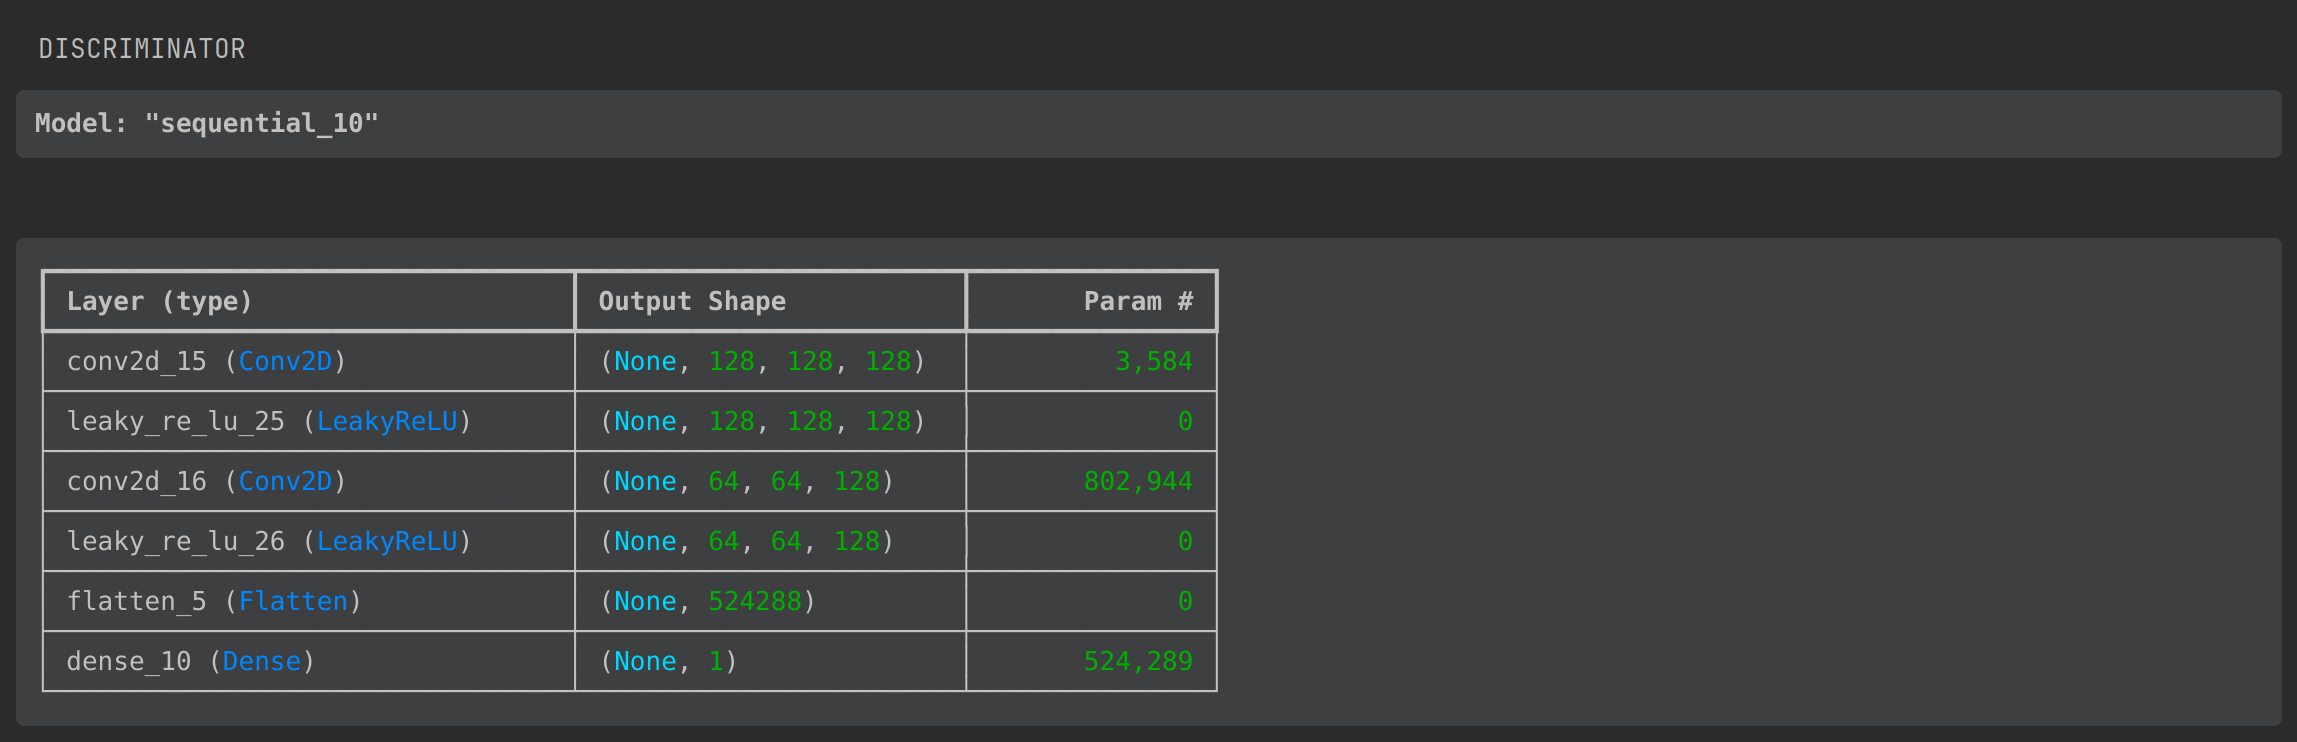 DISCRIMINATOR
Model: "sequential_10"
Layer (type) Output Shape Param #
conv2d_15 (Conv2D) (None, 128, 128, 128) 3,584
leaky_re_lu_25 (LeakyReLU) (None, 128, 128, 128) 0
conv2d_16 (Conv2D) (None, 64, 64, 128) 802,944
leaky_re_lu_26 (LeakyReLU) (None, 64, 64, 128) 0
flatten_5 (Flatten) (None, 524288) 0
dense_10 (Dense) (None, 1) 524,289